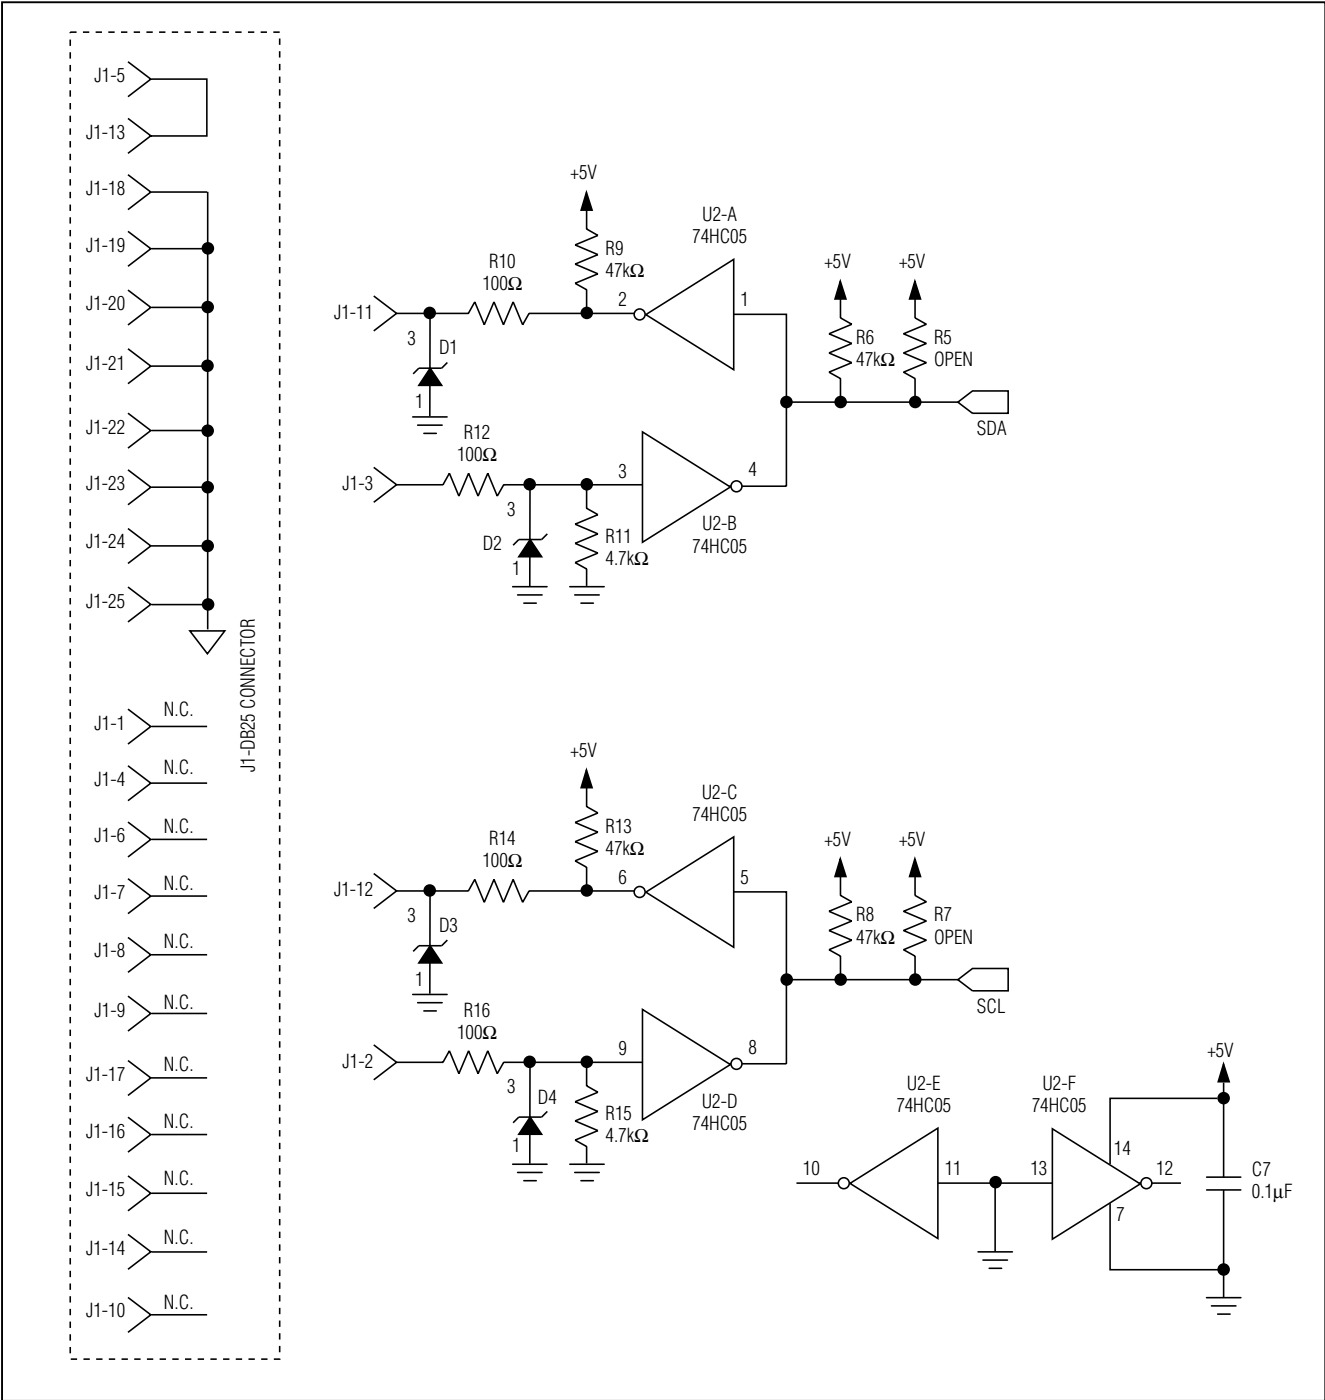 J1-5
J1-13
J1-18
J1-19
J1-20
J1-21
J1-22
J1-23
J1-24
J1-25
J1-DB25 CONNECTOR
J1-1 N.C.
J1-4 N.C.
J1-6 N.C.
J1-7 N.C.
J1-8 N.C.
J1-9 N.C.
J1-17 N.C.
J1-16 N.C.
J1-15 N.C.
J1-14 N.C.
J1-10 N.C.
+5V
U2-A
74HC05
R9
47kΩ
R10
100Ω
J1-11
2
1
3
D1
1
+5V
+5V
R6
47kΩ
R5
OPEN
SDA
R12
100Ω
J1-3
3
4
3
D2
1
R11
4.7kΩ
U2-B
74HC05
+5V
U2-C
74HC05
R13
47kΩ
R14
100Ω
J1-12
6
5
3
D3
1
+5V
+5V
R8
47kΩ
R7
OPEN
SCL
R16
100Ω
J1-2
9
8
3
D4
1
R15
4.7kΩ
U2-D
74HC05
U2-E
74HC05
10
11
U2-F
74HC05
13
14
12
7
+5V
C7
0.1μF